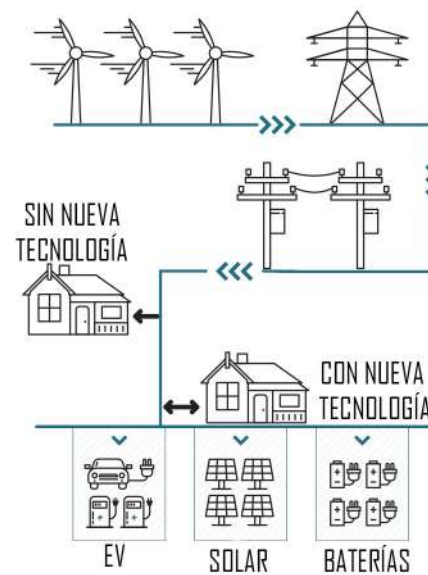 SIN NUEVA
TECNOLOGÍA
CON NUEVA
TECNOLOGÍA
EV
SOLAR
BATERÍAS